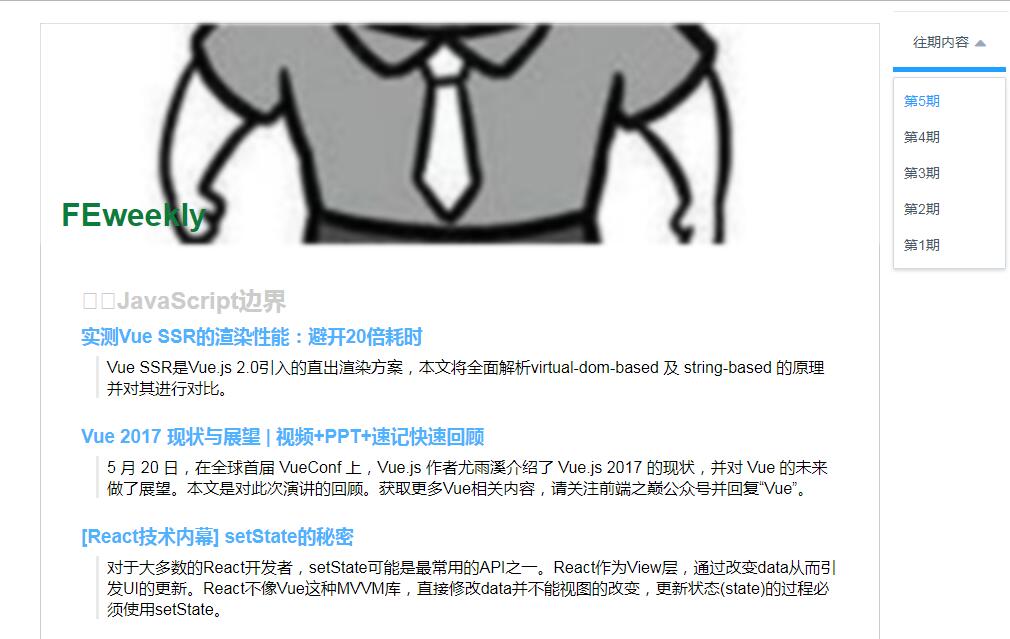 往期内容
第5期
第4期
第3期
第2期
第1期
FEweekly
JavaScript边界
实测Vue SSR的渲染性能：避开20倍耗时
Vue SSR是Vue.js 2.0引入的直出渲染方案，本文将全面解析virtual-dom-based 及 string-based 的原理
并对其进行对比。
Vue 2017 现状与展望 | 视频+PPT+速记快速回顾
5 月 20 日，在全球首届 VueConf 上，Vue.js 作者尤雨溪介绍了 Vue.js 2017 的现状，并对 Vue 的未来
做了展望。本文是对此次演讲的回顾。获取更多Vue相关内容，请关注前端之巅公众号并回复“Vue”。
[React技术内幕] setState的秘密
对于大多数的React开发者，setState可能是最常用的API之一。React作为View层，通过改变data从而引
发UI的更新。React不像Vue这种MVVM库，直接修改data并不能视图的改变，更新状态(state)的过程必
须使用setState。